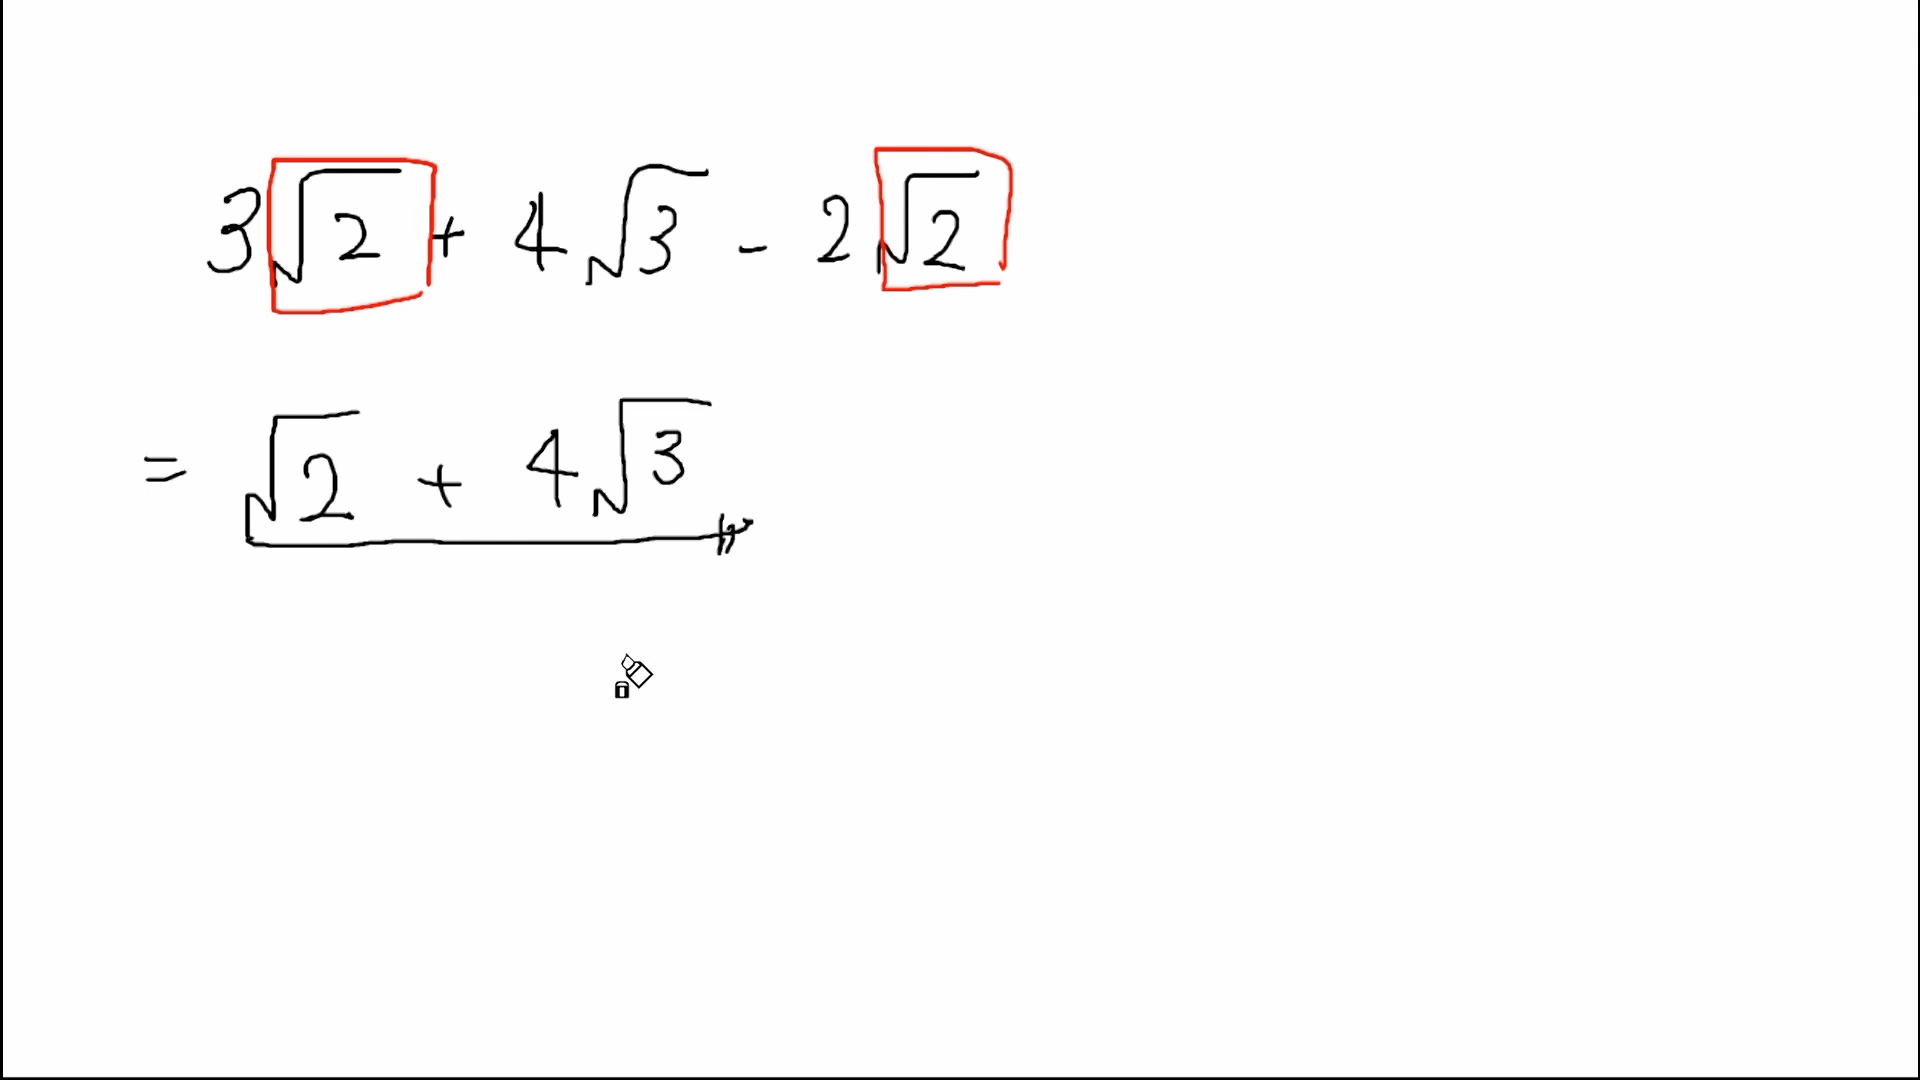 3√2 + 4√3 - 2√2
= √2 + 4√3